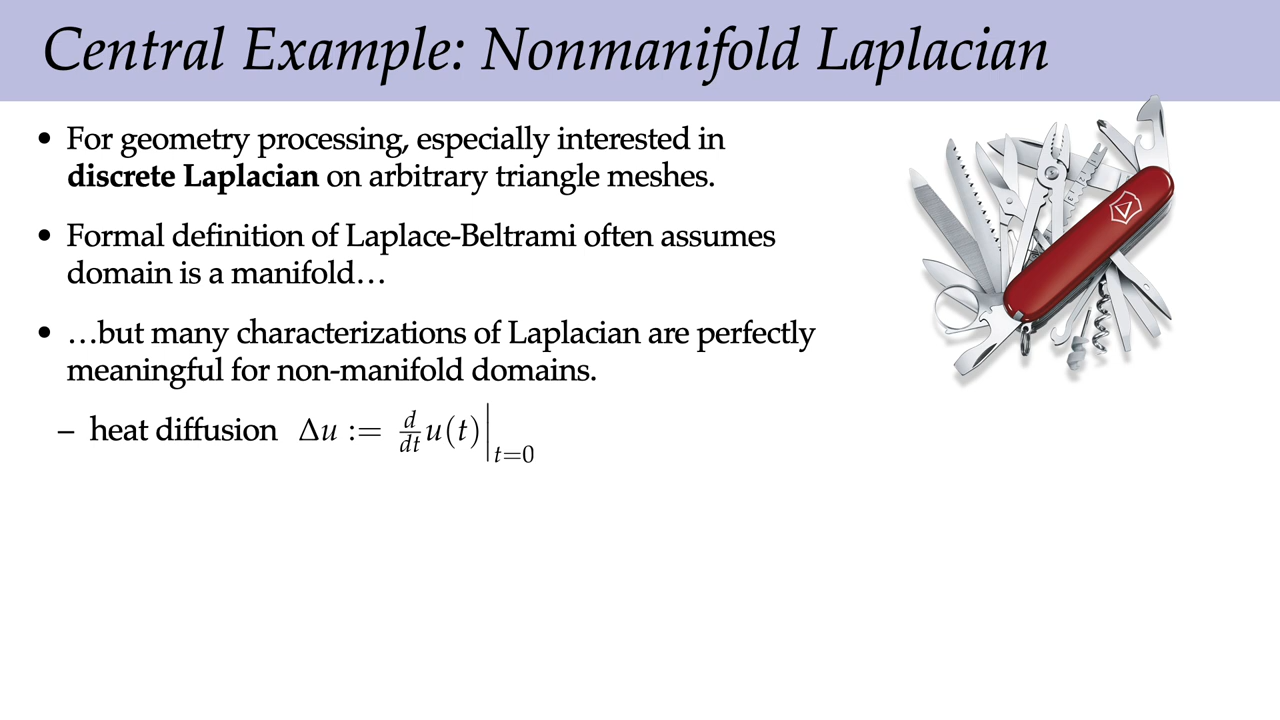 Central Example: Nonmanifold Laplacian
• For geometry processing, especially interested in
discrete Laplacian on arbitrary triangle meshes.
• Formal definition of Laplace-Beltrami often assumes
domain is a manifold…
• …but many characterizations of Laplacian are perfectly
meaningful for non-manifold domains.
– heat diffusion Δu := d/dt u(t)|t=0
Δ